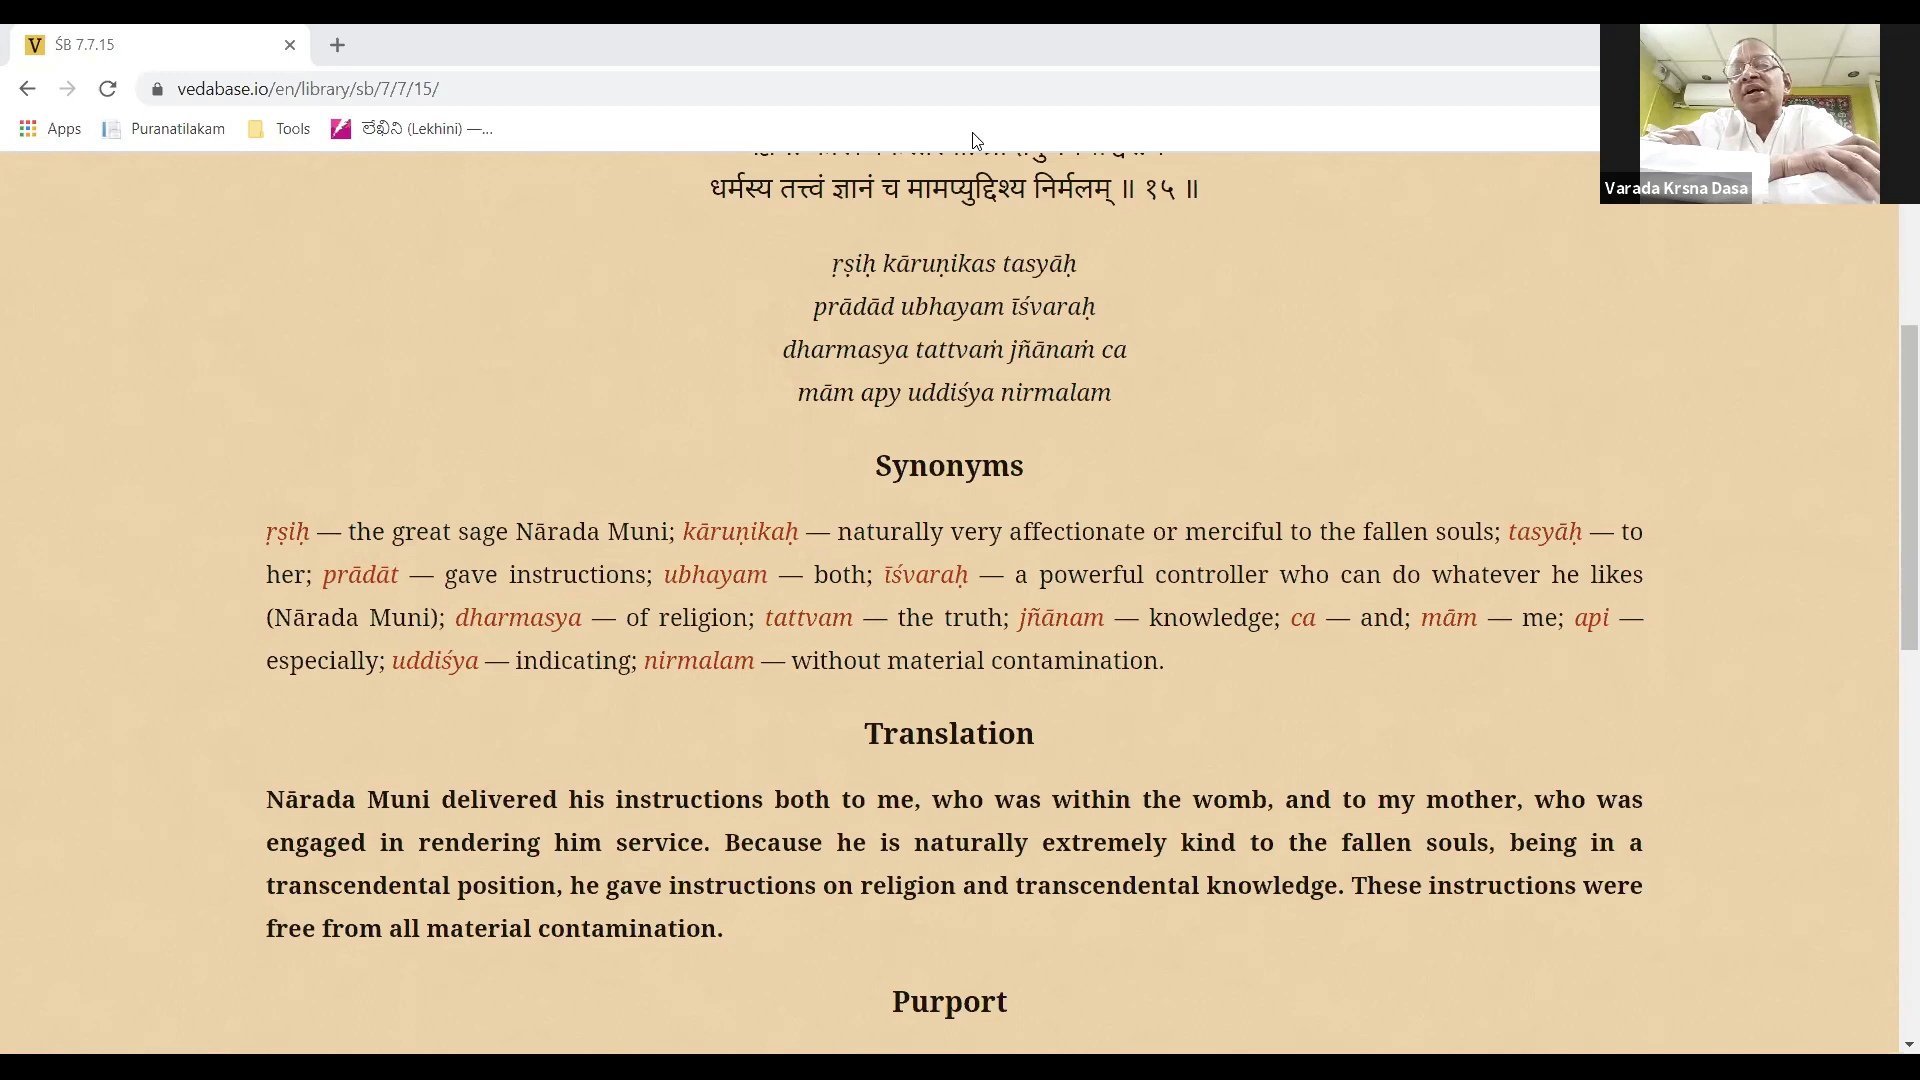 ŚB 7.7.15
vedabase.io/en/library/sb/7/7/15/
Apps Puranatilakam Tools లేఖిని (Lekhini) —...
Varada Krsna Dasa
धर्मस्य तत्त्वं ज्ञानं च मामप्युद्दिश्य निर्मलम् ॥ १५ ॥
ṛṣiḥ kāruṇikas tasyāḥ
prādād ubhayam īśvaraḥ
dharmasya tattvaṁ jñānaṁ ca
mām apy uddiśya nirmalam
Synonyms
ṛṣiḥ — the great sage Nārada Muni; kāruṇikaḥ — naturally very affectionate or merciful to the fallen souls; tasyāḥ — to
her; prādāt — gave instructions; ubhayam — both; īśvaraḥ — a powerful controller who can do whatever he likes
(Nārada Muni); dharmasya — of religion; tattvam — the truth; jñānam — knowledge; ca — and; mām — me; api —
especially; uddiśya — indicating; nirmalam — without material contamination.
Translation
Nārada Muni delivered his instructions both to me, who was within the womb, and to my mother, who was
engaged in rendering him service. Because he is naturally extremely kind to the fallen souls, being in a
transcendental position, he gave instructions on religion and transcendental knowledge. These instructions were
free from all material contamination.
Purport